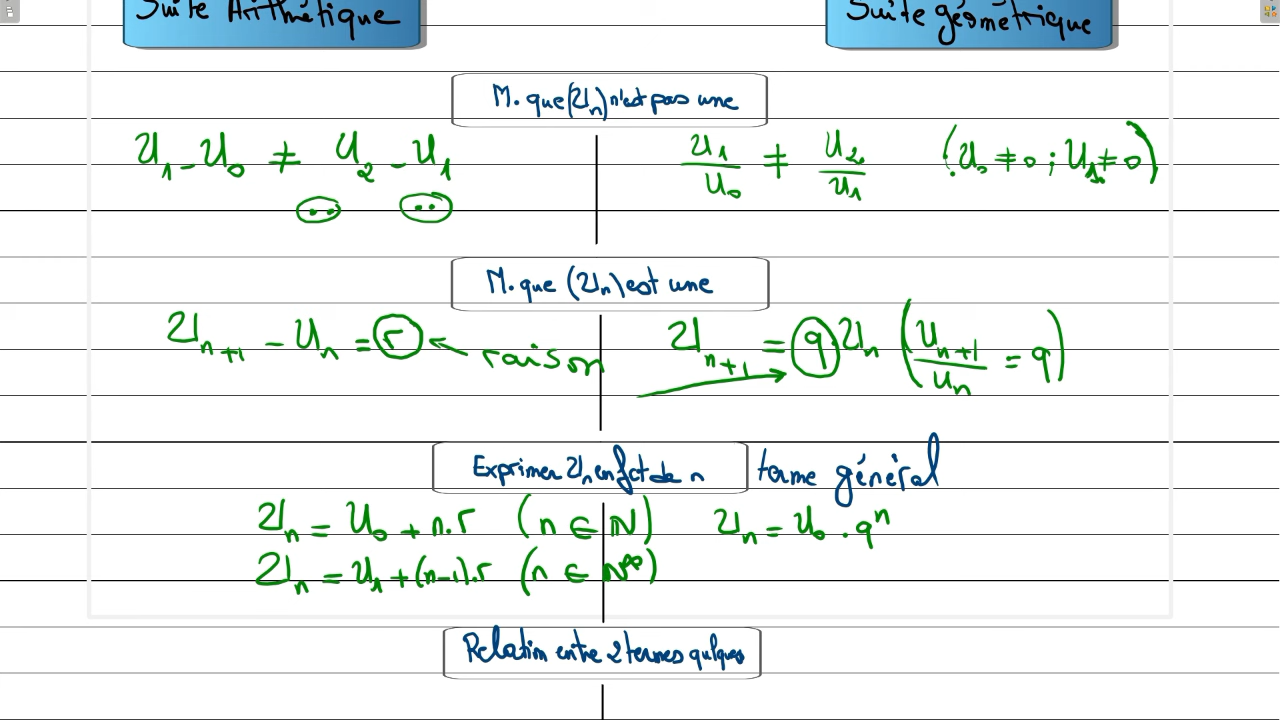 Suite Arithmétique
Suite géométrique
M. que (Un) n'est pas une
U₁ - U₀ ≠ U₂ - U₁
U₁/U₀ ≠ U₂/U₁ (U₀ ≠ 0 ; U₁ ≠ 0)
M. que (Un) est une
Uₙ₊₁ - Uₙ = r ← raison
Uₙ₊₁ = q Uₙ (Uₙ₊₁/Uₙ = q)
Exprimer Un en fct de n terme général
Uₙ = U₀ + n.r (n ∈ ℕ)
Uₙ = U₀ . qⁿ
Uₙ = U₁ + (n-1).r (n ∈ ℕ*)
Relation entre 2 termes qulques